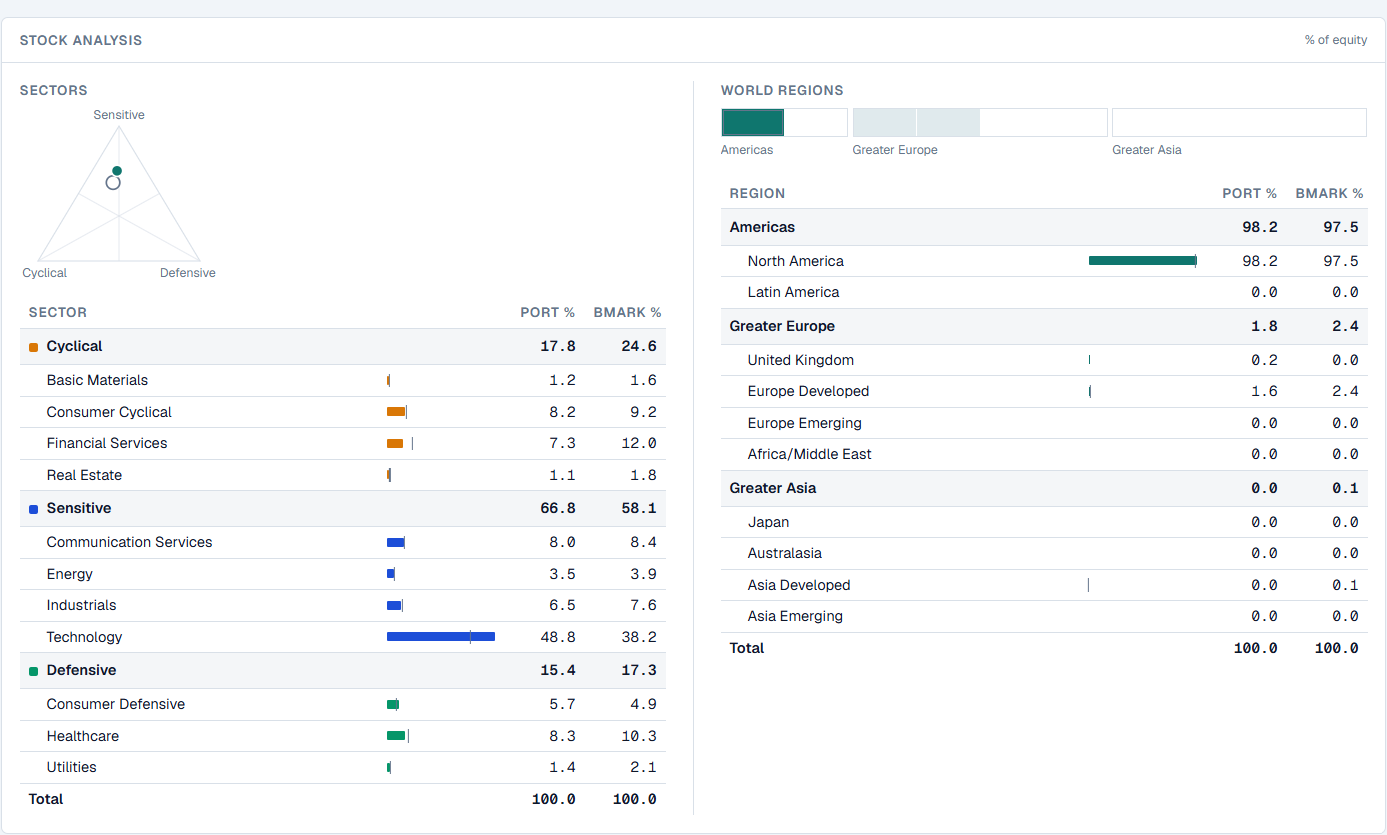 STOCK ANALYSIS % of equity
SECTORS
Sensitive
Cyclical Defensive
SECTOR PORT % BMARK %
Cyclical 17.8 24.6
Basic Materials 1.2 1.6
Consumer Cyclical 8.2 9.2
Financial Services 7.3 12.0
Real Estate 1.1 1.8
Sensitive 66.8 58.1
Communication Services 8.0 8.4
Energy 3.5 3.9
Industrials 6.5 7.6
Technology 48.8 38.2
Defensive 15.4 17.3
Consumer Defensive 5.7 4.9
Healthcare 8.3 10.3
Utilities 1.4 2.1
Total 100.0 100.0
WORLD REGIONS
Americas Greater Europe Greater Asia
REGION PORT % BMARK %
Americas 98.2 97.5
North America 98.2 97.5
Latin America 0.0 0.0
Greater Europe 1.8 2.4
United Kingdom 0.2 0.0
Europe Developed 1.6 2.4
Europe Emerging 0.0 0.0
Africa/Middle East 0.0 0.0
Greater Asia 0.0 0.1
Japan 0.0 0.0
Australasia 0.0 0.0
Asia Developed 0.0 0.1
Asia Emerging 0.0 0.0
Total 100.0 100.0